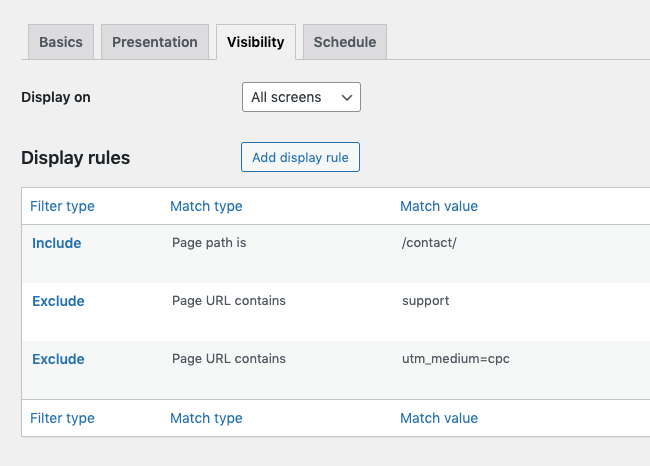 Basics Presentation Visibility Schedule
Display on All screens
Display rules Add display rule
Filter type Match type Match value
Include Page path is /contact/
Exclude Page URL contains support
Exclude Page URL contains utm_medium=cpc
Filter type Match type Match value